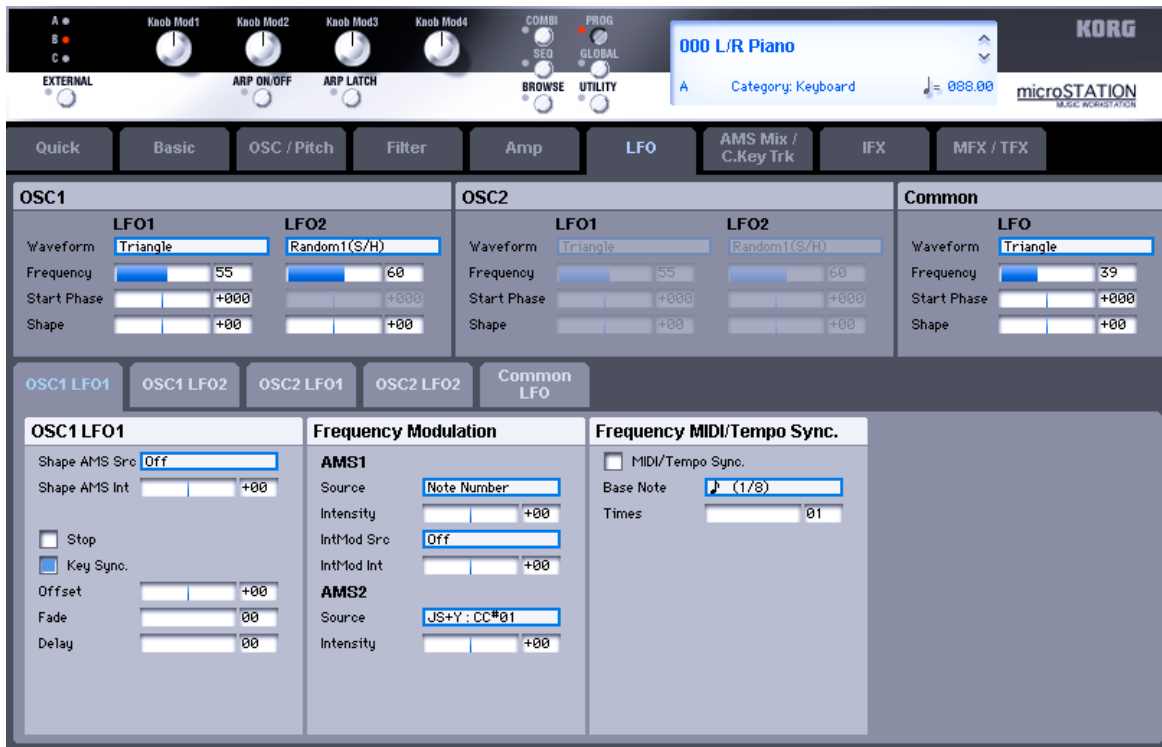 A Knob Mod1 Knob Mod2 Knob Mod3 Knob Mod4 COMBI PROG KORG
B
C SEQ GLOBAL
000 L/R Piano
EXTERNAL ARP ON/OFF ARP LATCH BROWSE UTILITY
A Category: Keyboard ♩= 088.00
microSTATION
MUSIC WORKSTATION
Quick Basic OSC / Pitch Filter Amp LFO AMS Mix / C.Key Trk IFX MFX / TFX
OSC1
LFO1 LFO2
Waveform Triangle Random1(S/H)
Frequency 55 60
Start Phase +000 +000
Shape +00 +00
OSC2
LFO1 LFO2
Waveform Triangle Random1(S/H)
Frequency 55 60
Start Phase +000 +000
Shape +00 +00
Common
LFO
Waveform Triangle
Frequency 39
Start Phase +000
Shape +00
OSC1 LFO1 OSC1 LFO2 OSC2 LFO1 OSC2 LFO2 Common LFO
OSC1 LFO1
Shape AMS Src Off
Shape AMS Int +00
Stop
Key Sync.
Offset +00
Fade 00
Delay 00
Frequency Modulation
AMS1
Source Note Number
Intensity +00
IntMod Src Off
IntMod Int +00
AMS2
Source JS+Y : CC#01
Intensity +00
Frequency MIDI/Tempo Sync.
MIDI/Tempo Sync.
Base Note ♪ (1/8)
Times 01